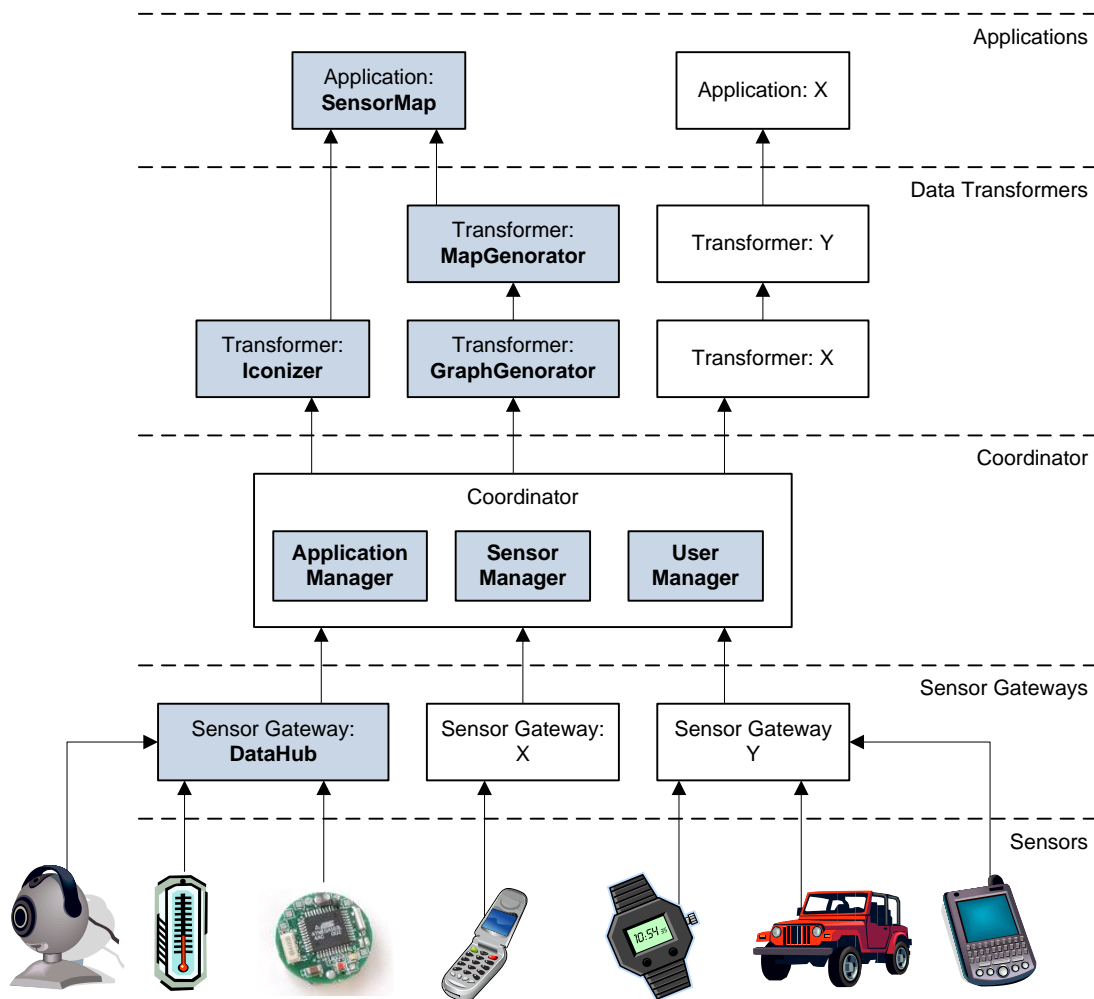 Applications
Application:
SensorMap
Application: X
Data Transformers
Transformer:
MapGenorator
Transformer: Y
Transformer:
Iconizer
Transformer:
GraphGenorator
Transformer: X
Coordinator
Coordinator
Application
Manager
Sensor
Manager
User
Manager
Sensor Gateways
Sensor Gateway:
DataHub
Sensor Gateway:
X
Sensor Gateway
Y
Sensors
10:54 35